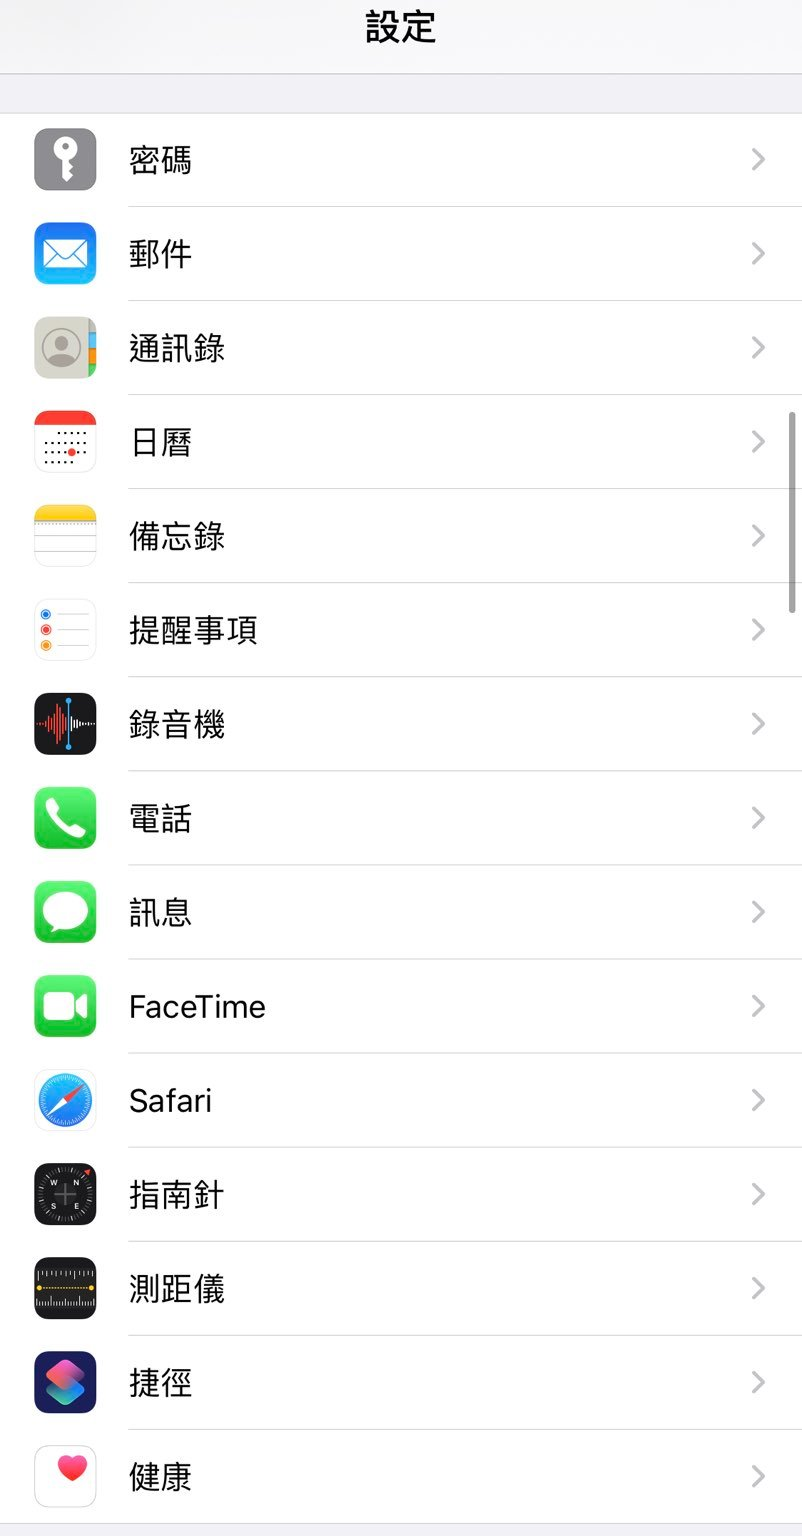 設定
密碼
郵件
通訊錄
日曆
備忘錄
提醒事項
錄音機
電話
訊息
FaceTime
Safari
W N
S E
指南針
測距儀
捷徑
健康